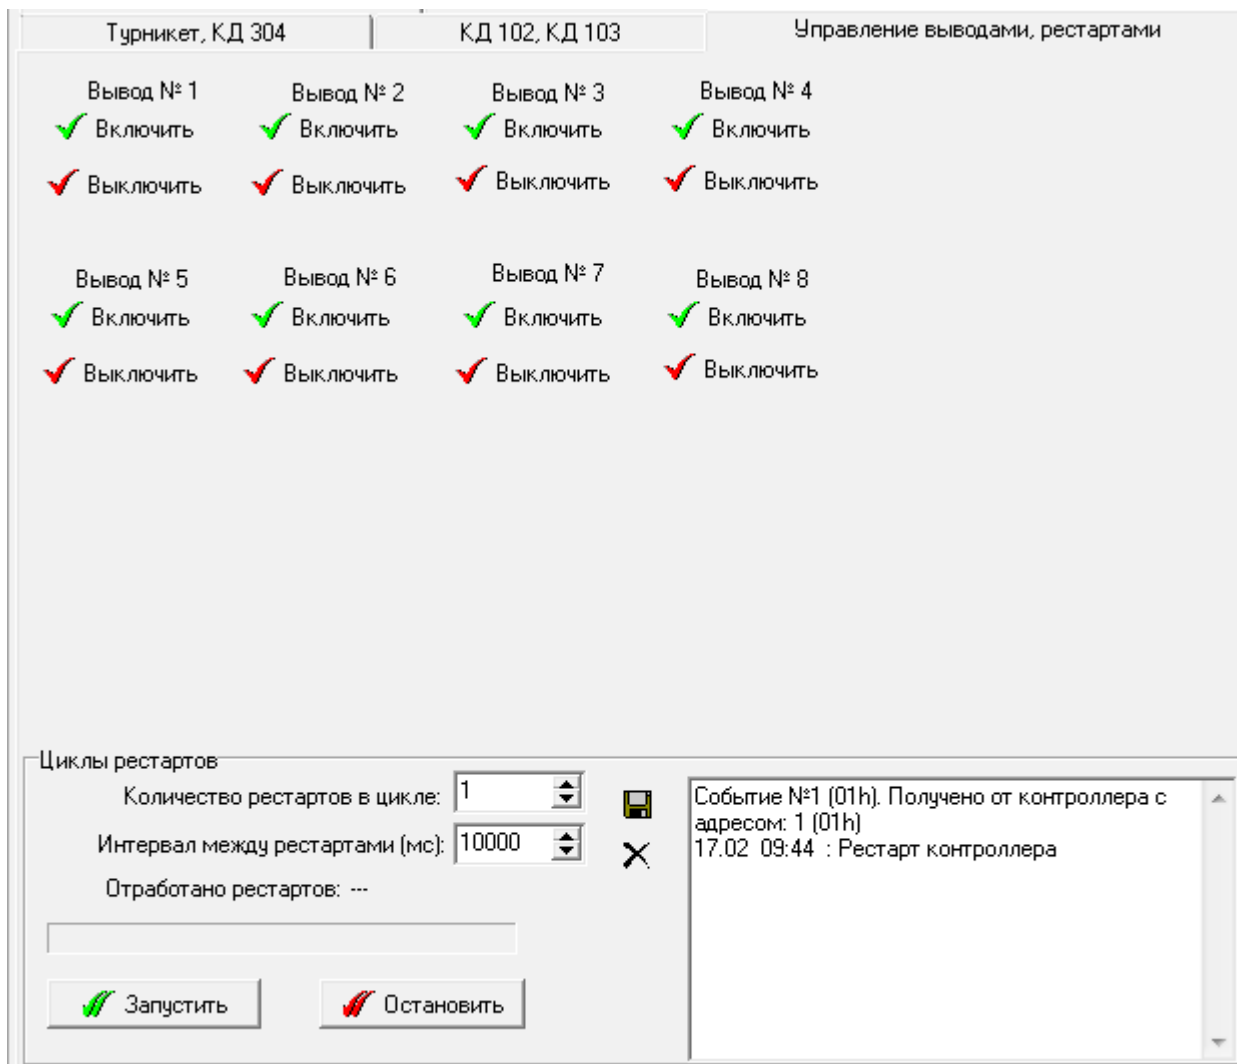 Турникет, КД 304 КД 102, КД 103 Управление выводами, рестартами
Вывод № 1 Вывод № 2 Вывод № 3 Вывод № 4
Включить Включить Включить Включить
Выключить Выключить Выключить Выключить
Вывод № 5 Вывод № 6 Вывод № 7 Вывод № 8
Включить Включить Включить Включить
Выключить Выключить Выключить Выключить
Циклы рестартов
Количество рестартов в цикле: 1
Интервал между рестартами (мс): 10000
Отработано рестартов: ---
Запустить Остановить
Событие №1 (01h). Получено от контроллера с
адресом: 1 (01h)
17.02 09:44 : Рестарт контроллера